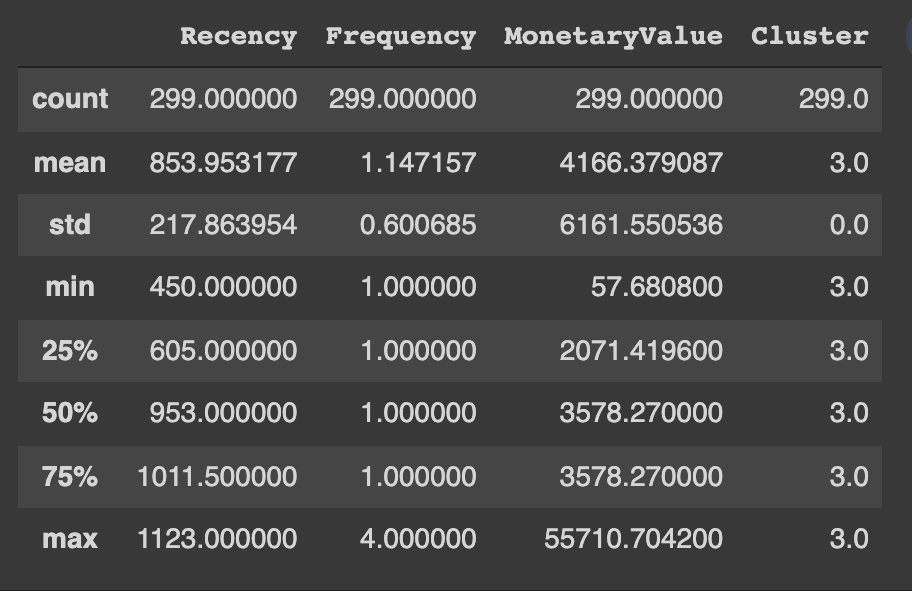 Recency Frequency MonetaryValue Cluster
count 299.000000 299.000000 299.000000 299.0
mean 853.953177 1.147157 4166.379087 3.0
std 217.863954 0.600685 6161.550536 0.0
min 450.000000 1.000000 57.680800 3.0
25% 605.000000 1.000000 2071.419600 3.0
50% 953.000000 1.000000 3578.270000 3.0
75% 1011.500000 1.000000 3578.270000 3.0
max 1123.000000 4.000000 55710.704200 3.0